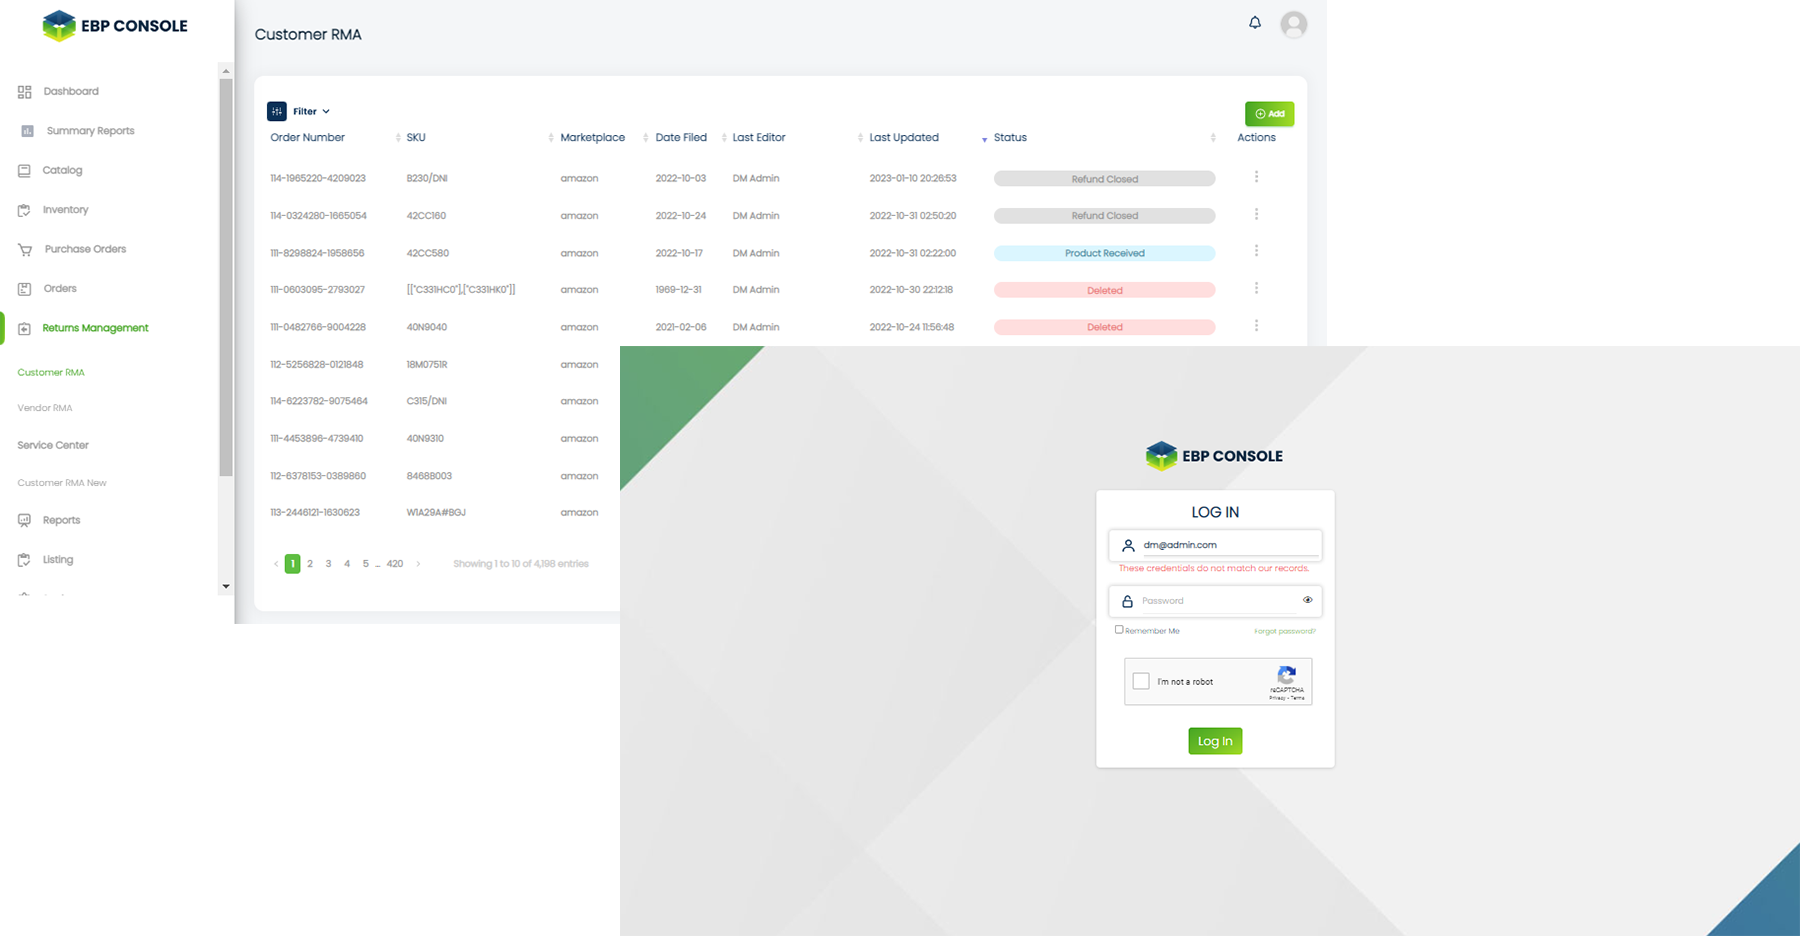 EBP CONSOLE
Customer RMA
Dashboard
Summary Reports
Catalog
Inventory
Purchase Orders
Orders
Returns Management
Customer RMA
Vendor RMA
Service Center
Customer RMA New
Reports
Listing
Filter
Add
Order Number SKU Marketplace Date Filed Last Editor Last Updated Status Actions
114-1965220-4209023 B230/DNI amazon 2022-10-03 DM Admin 2023-01-10 20:26:53 Refund Closed
114-0324280-1665054 42CC160 amazon 2022-10-24 DM Admin 2022-10-31 02:50:20 Refund Closed
111-8298824-1958656 42CC580 amazon 2022-10-17 DM Admin 2022-10-31 02:22:00 Product Received
111-0603095-2793027 [["C331HC0"],["C331HK0"]] amazon 1969-12-31 DM Admin 2022-10-30 22:12:18 Deleted
111-0482766-9004228 40N9040 amazon 2021-02-06 DM Admin 2022-10-24 11:56:48 Deleted
112-5256828-0121848 18M0751R amazon
114-6223782-9075464 C315/DNI amazon
111-4453896-4739410 40N9310 amazon
112-6378153-0389860 8468B003 amazon
113-2446121-1630623 W1A29A#BGJ amazon
‹ 1 2 3 4 5 ... 420 › Showing 1 to 10 of 4,198 entries
EBP CONSOLE
LOG IN
dm@admin.com
These credentials do not match our records.
Password
Remember Me Forgot password?
I'm not a robot
reCAPTCHA
Privacy - Terms
Log In